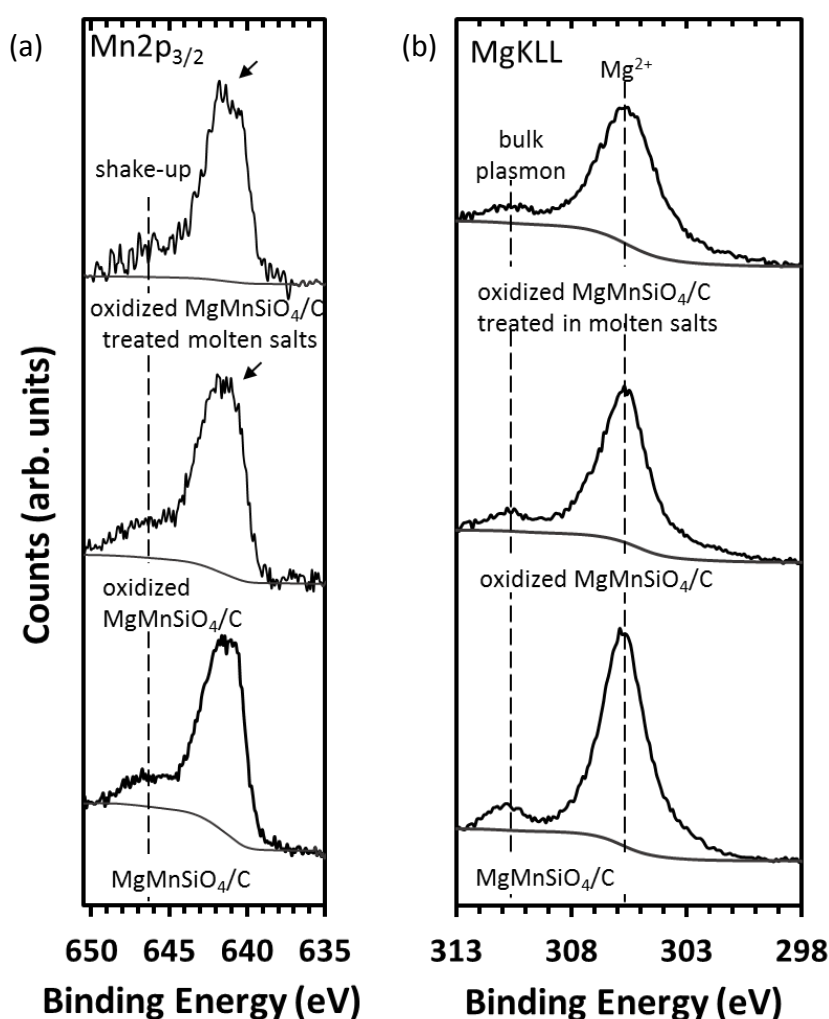 (a)
Mn2p₃/₂
shake-up
oxidized MgMnSiO₄/C
treated molten salts
oxidized
MgMnSiO₄/C
MgMnSiO₄/C
650 645 640 635
Binding Energy (eV)
Counts (arb. units)
(b)
MgKLL
Mg²⁺
bulk
plasmon
oxidized MgMnSiO₄/C
treated in molten salts
oxidized MgMnSiO₄/C
MgMnSiO₄/C
313 308 303 298
Binding Energy (eV)